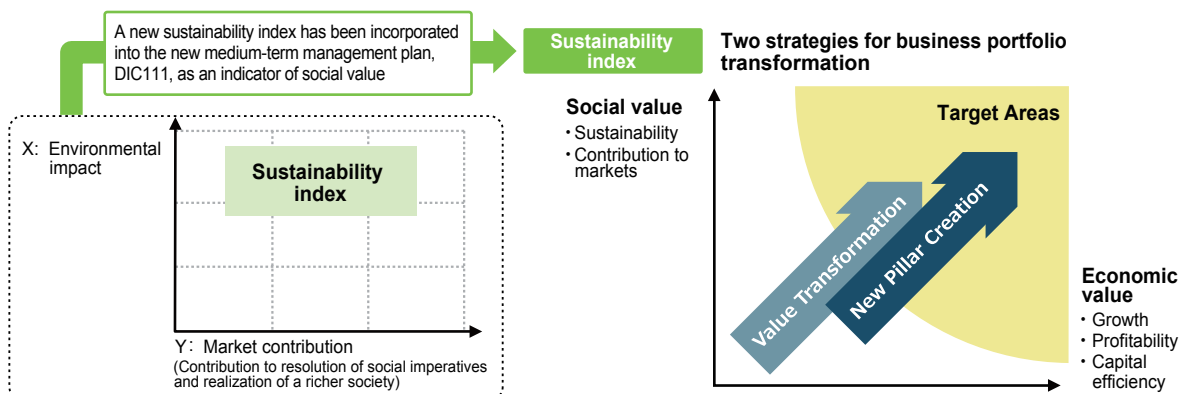 A new sustainability index has been incorporated
into the new medium-term management plan,
DIC111, as an indicator of social value
Sustainability
index
X: Environmental
impact
Sustainability
index
Y: Market contribution
(Contribution to resolution of social imperatives
and realization of a richer society)
Two strategies for business portfolio
transformation
Social value
・Sustainability
・Contribution to
markets
Target Areas
Value Transformation
New Pillar Creation
Economic
value
・Growth
・Profitability
・Capital
efficiency